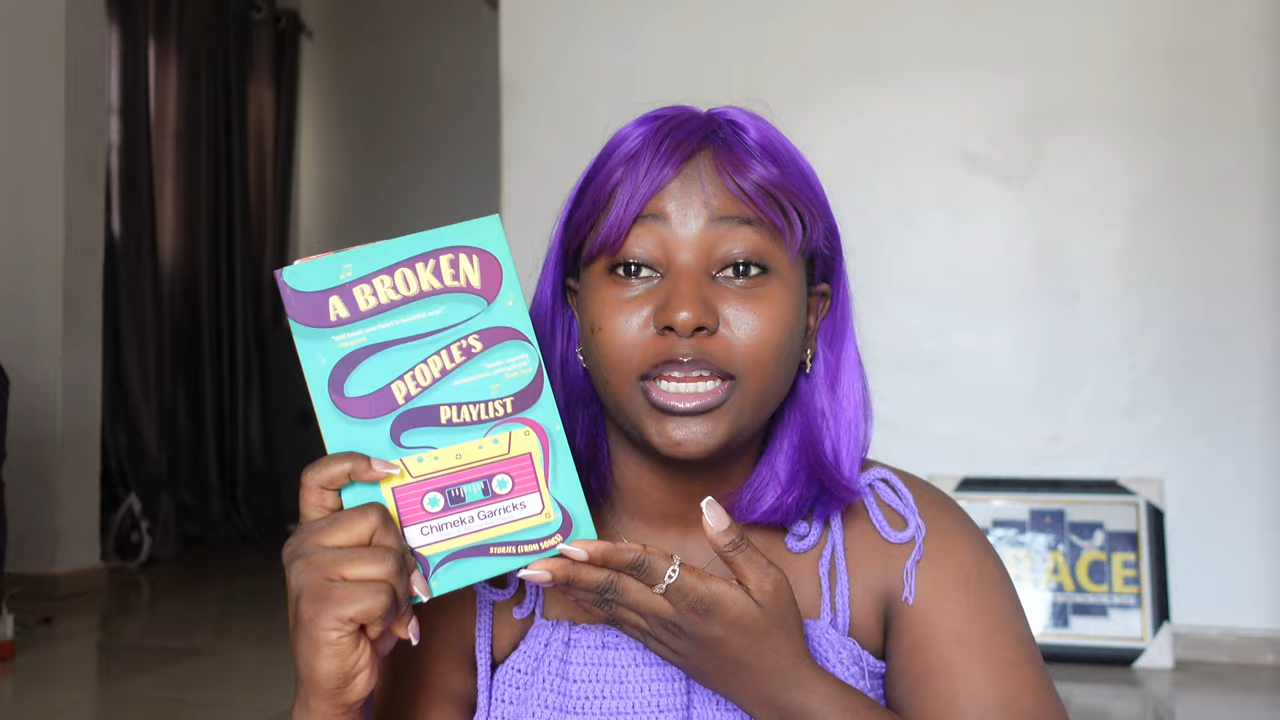 A BROKEN
PEOPLE'S
PLAYLIST
Chimeka Garricks
STORIES (FROM SONGS)
ACE